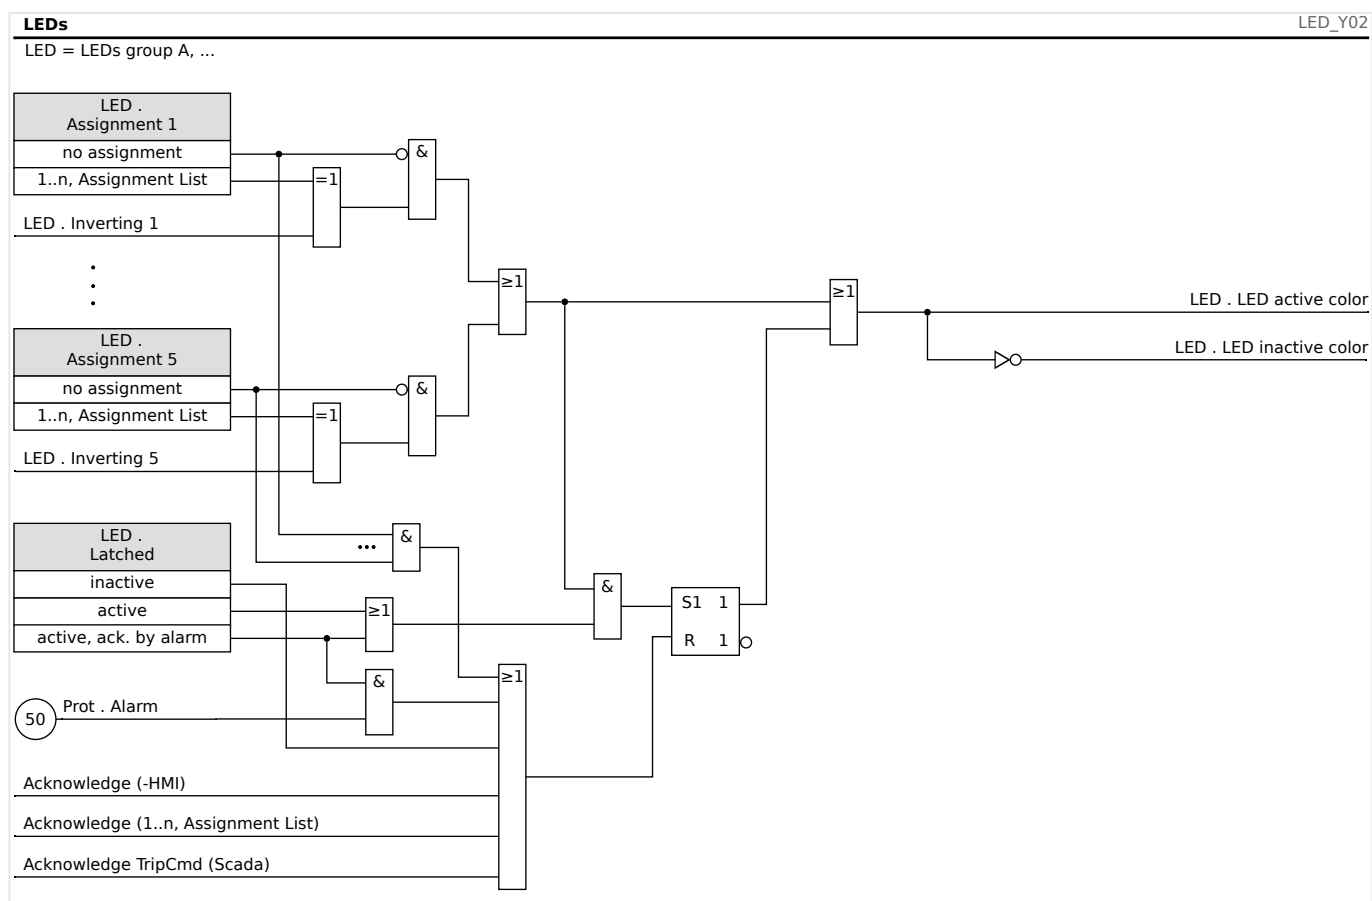 LEDs
LED_Y02
LED = LEDs group A, ...
LED .
Assignment 1
no assignment
&
1..n, Assignment List
=1
LED . Inverting 1
≥1
≥1
LED . LED active color
LED .
Assignment 5
LED . LED inactive color
no assignment
&
1..n, Assignment List
=1
LED . Inverting 5
LED .
Latched
&
...
inactive
&
active
≥1
S1 1
active, ack. by alarm
R 1
&
≥1
50
Prot . Alarm
Acknowledge (-HMI)
Acknowledge (1..n, Assignment List)
Acknowledge TripCmd (Scada)